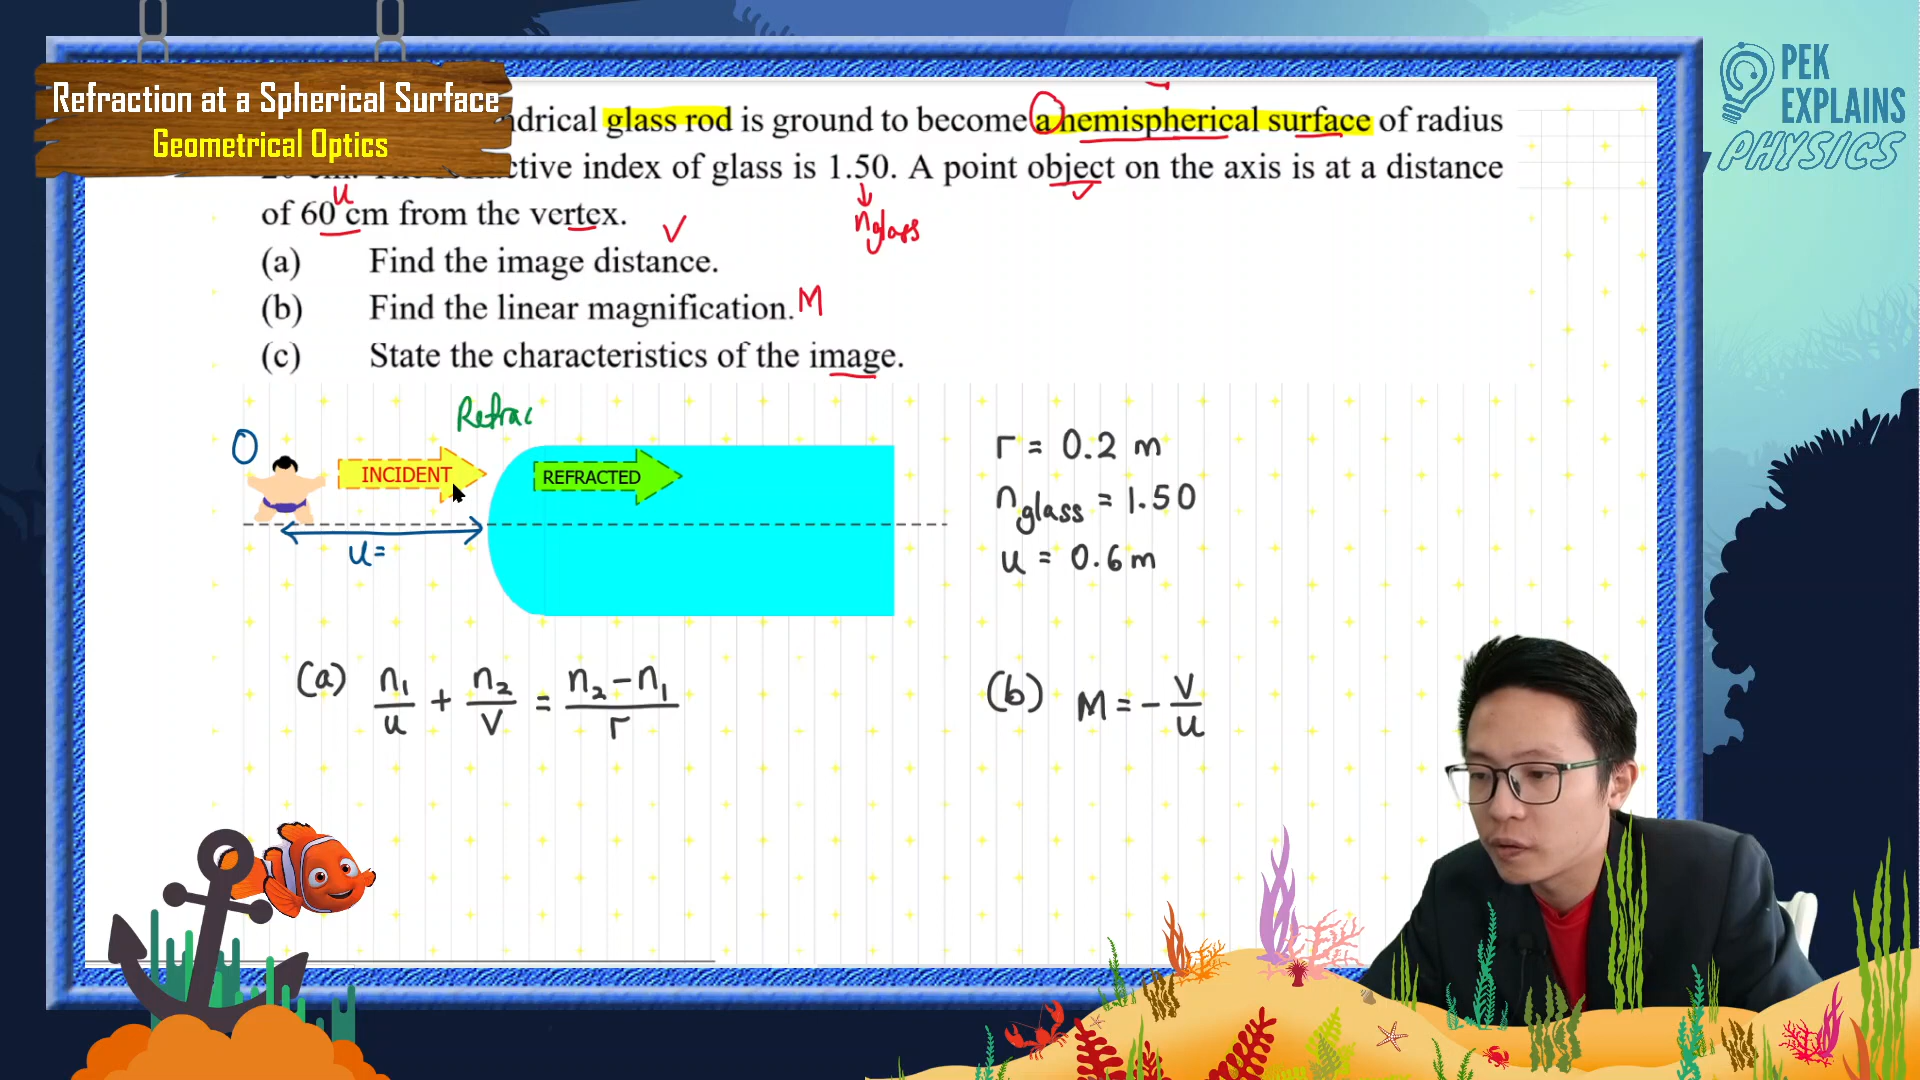 Refraction at a Spherical Surface
Geometrical Optics
PEK
EXPLAINS
PHYSICS
ndrical glass rod is ground to become a hemispherical surface of radius
ctive index of glass is 1.50. A point object on the axis is at a distance
u
n glass
of 60 cm from the vertex.
v
(a) Find the image distance.
(b) Find the linear magnification. M
(c) State the characteristics of the image.
Refrac
O
INCIDENT
REFRACTED
u=
r = 0.2 m
n glass = 1.50
u = 0.6 m
(a) n₁/u + n₂/v = (n₂ - n₁)/r
(b) M = - v/u